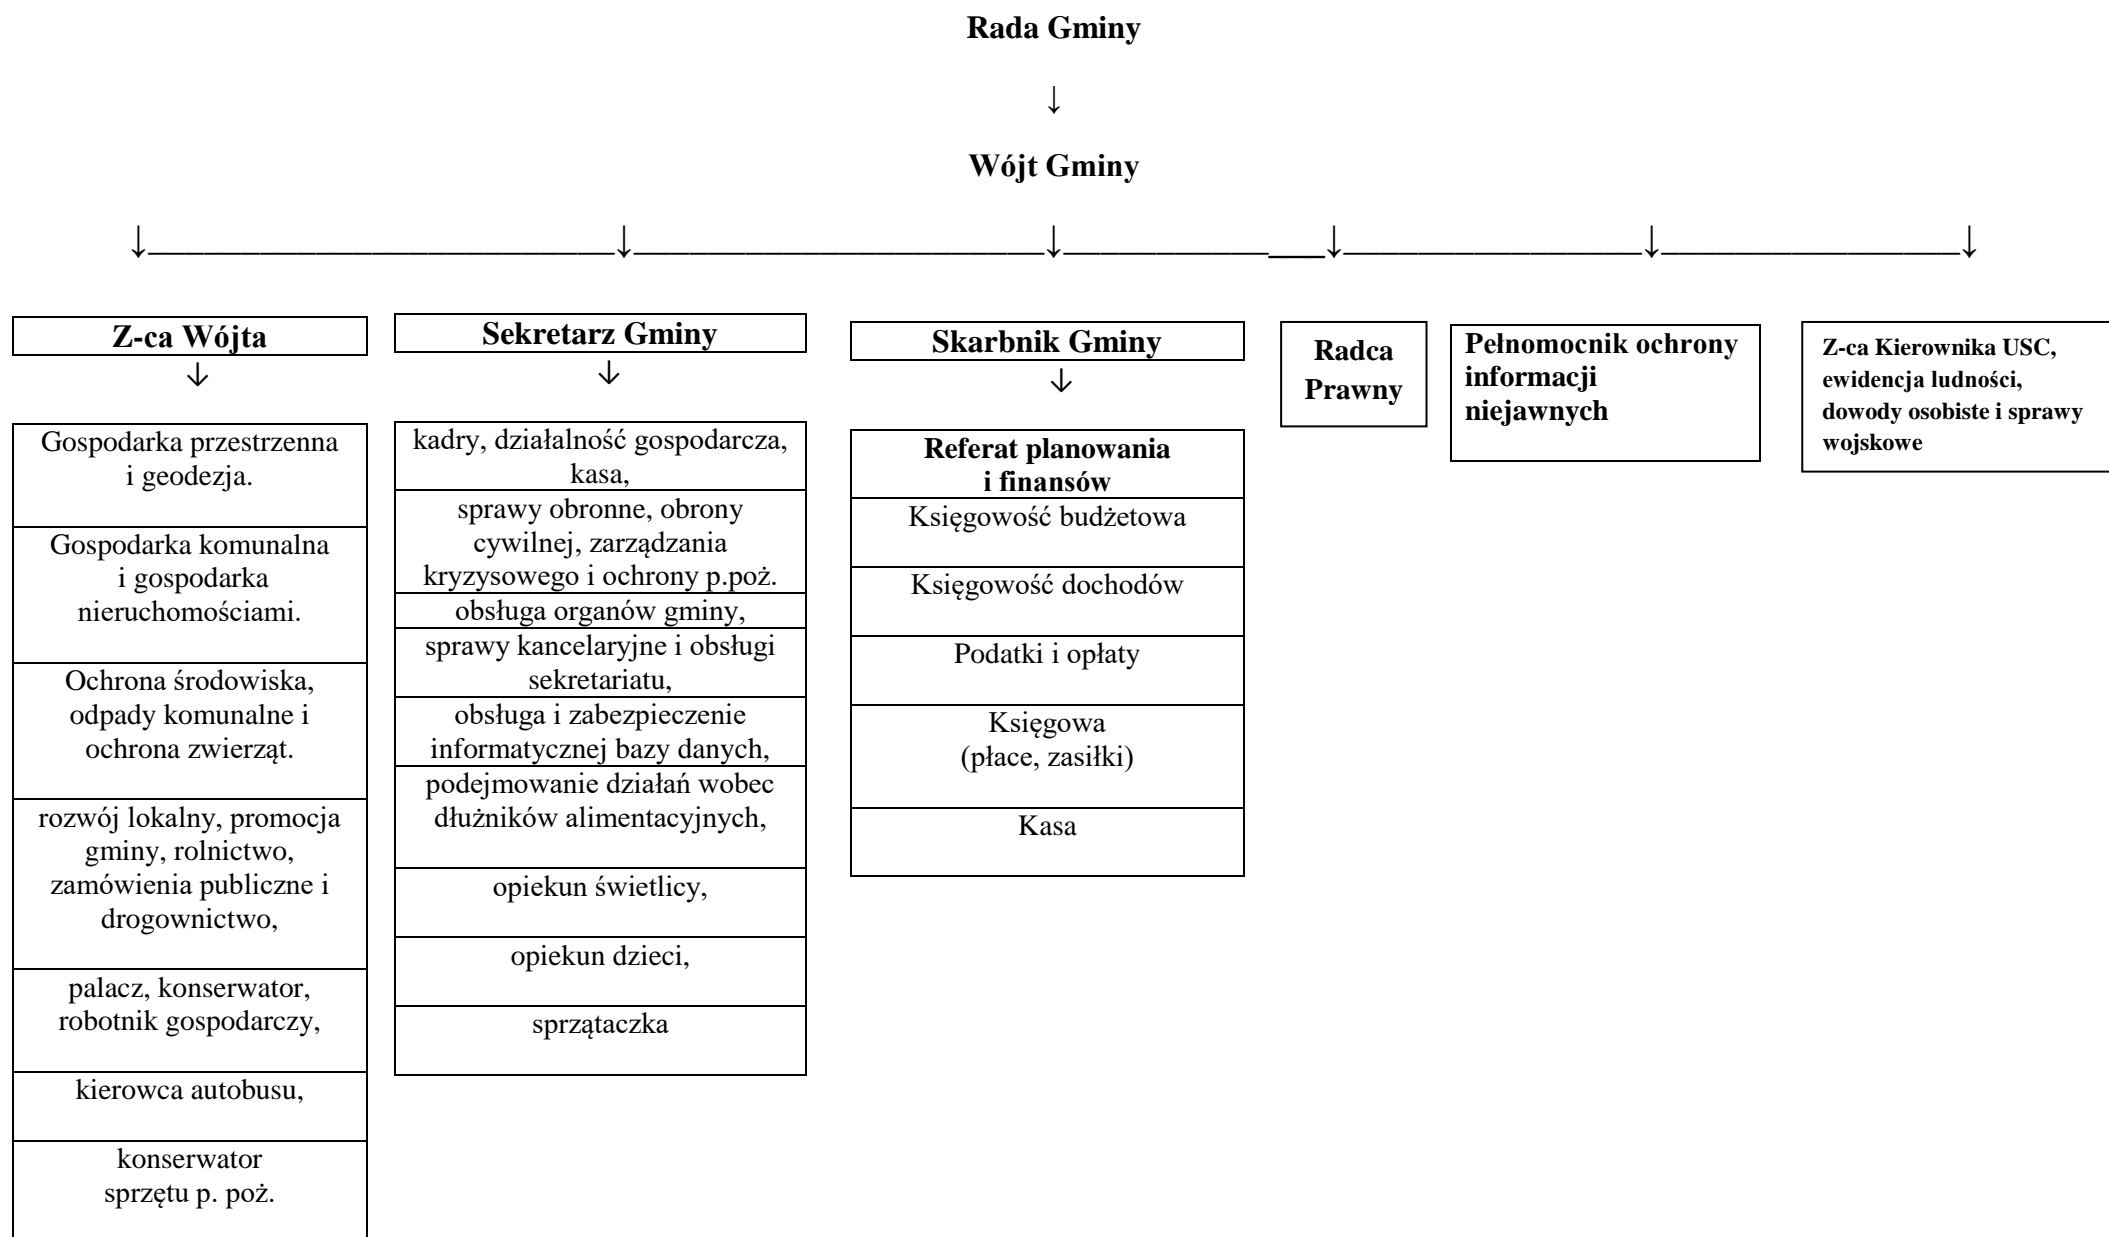 Rada Gminy
↓
Wójt Gminy
↓ ↓ ↓ ↓ ↓ ↓
Z-ca Wójta
↓
Gospodarka przestrzenna
i geodezja.
Gospodarka komunalna
i gospodarka
nieruchomościami.
Ochrona środowiska,
odpady komunalne i
ochrona zwierząt.
rozwój lokalny, promocja
gminy, rolnictwo,
zamówienia publiczne i
drogownictwo,
palacz, konserwator,
robotnik gospodarczy,
kierowca autobusu,
konserwator
sprzętu p. poż.
Sekretarz Gminy
↓
kadry, działalność gospodarcza,
kasa,
sprawy obronne, obrony
cywilnej, zarządzania
kryzysowego i ochrony p.poż.
obsługa organów gminy,
sprawy kancelaryjne i obsługi
sekretariatu,
obsługa i zabezpieczenie
informatycznej bazy danych,
podejmowanie działań wobec
dłużników alimentacyjnych,
opiekun świetlicy,
opiekun dzieci,
sprzątaczka
Skarbnik Gminy
↓
Referat planowania
i finansów
Księgowość budżetowa
Księgowość dochodów
Podatki i opłaty
Księgowa
(płace, zasiłki)
Kasa
Radca
Prawny
Pełnomocnik ochrony
informacji
niejawnych
Z-ca Kierownika USC,
ewidencja ludności,
dowody osobiste i sprawy
wojskowe